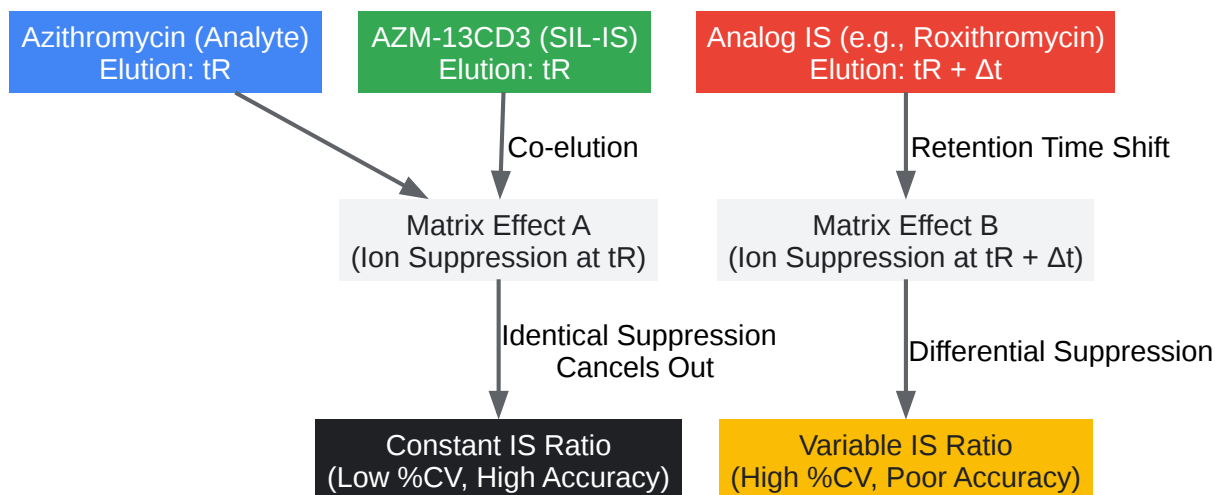 Azithromycin (Analyte)
Elution: tR
AZM-13CD3 (SIL-IS)
Elution: tR
Analog IS (e.g., Roxithromycin)
Elution: tR + Δt
Co-elution
Retention Time Shift
Matrix Effect A
(Ion Suppression at tR)
Matrix Effect B
(Ion Suppression at tR + Δt)
Identical Suppression
Cancels Out
Differential Suppression
Constant IS Ratio
(Low %CV, High Accuracy)
Variable IS Ratio
(High %CV, Poor Accuracy)